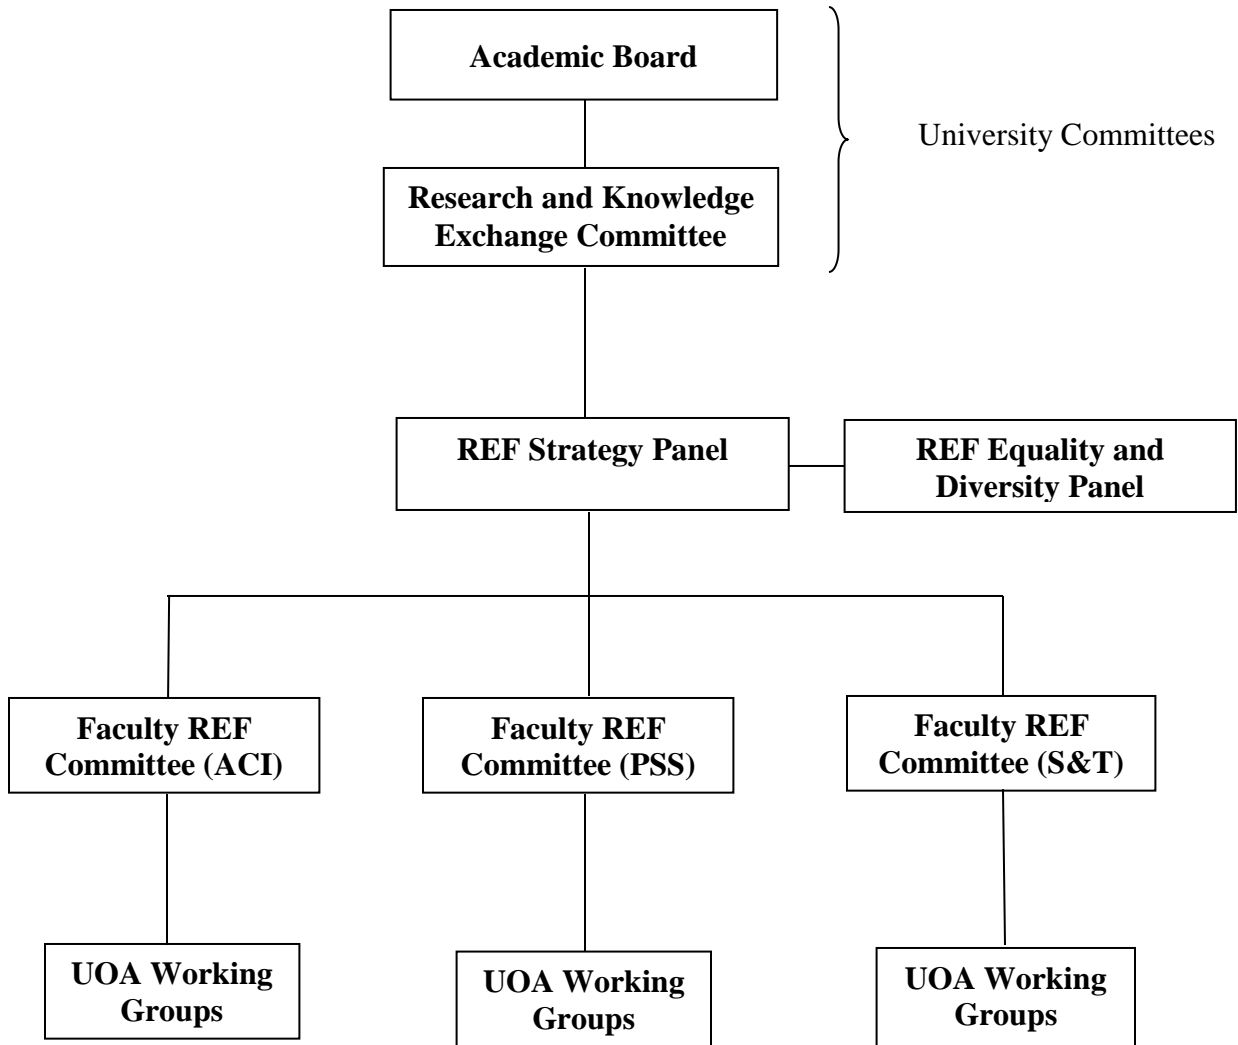 Academic Board
University Committees
Research and Knowledge
Exchange Committee
REF Strategy Panel
REF Equality and
Diversity Panel
Faculty REF
Committee (ACI)
Faculty REF
Committee (PSS)
Faculty REF
Committee (S&T)
UOA Working
Groups
UOA Working
Groups
UOA Working
Groups